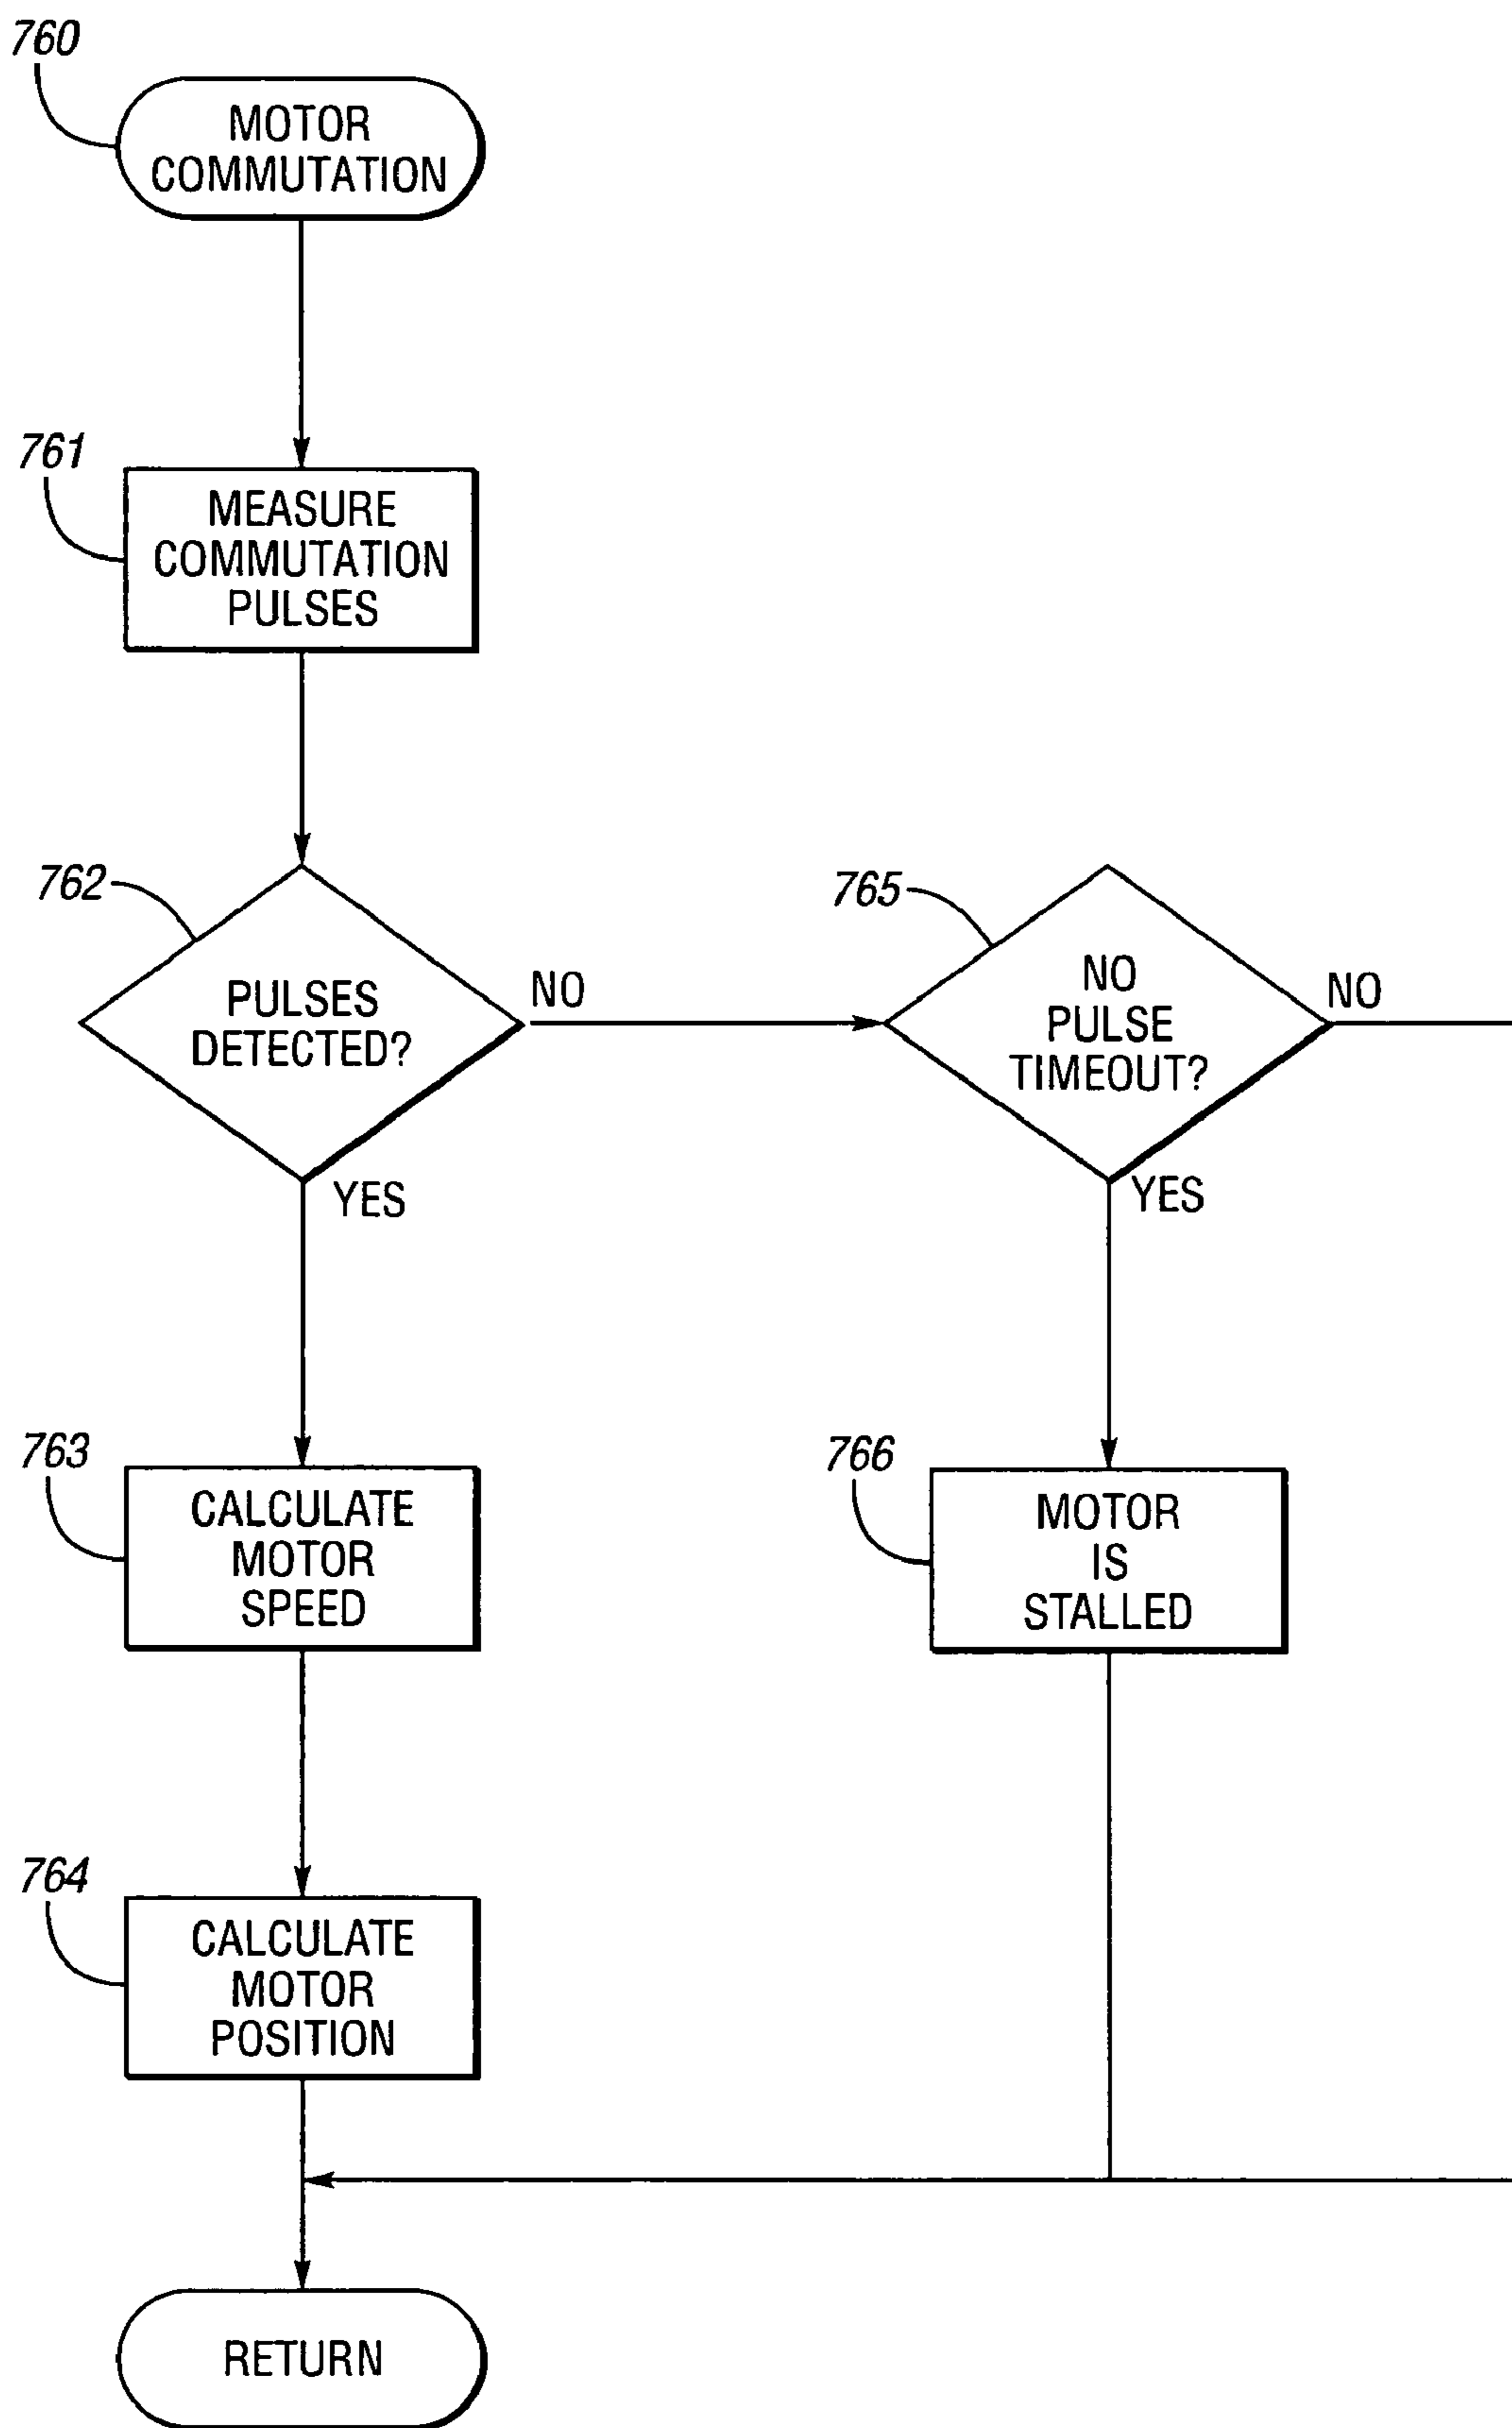 760
MOTOR
COMMUTATION
761
MEASURE
COMMUTATION
PULSES
762
PULSES
DETECTED?
NO
YES
765
NO
PULSE
TIMEOUT?
NO
YES
763
CALCULATE
MOTOR
SPEED
766
MOTOR
IS
STALLED
764
CALCULATE
MOTOR
POSITION
RETURN